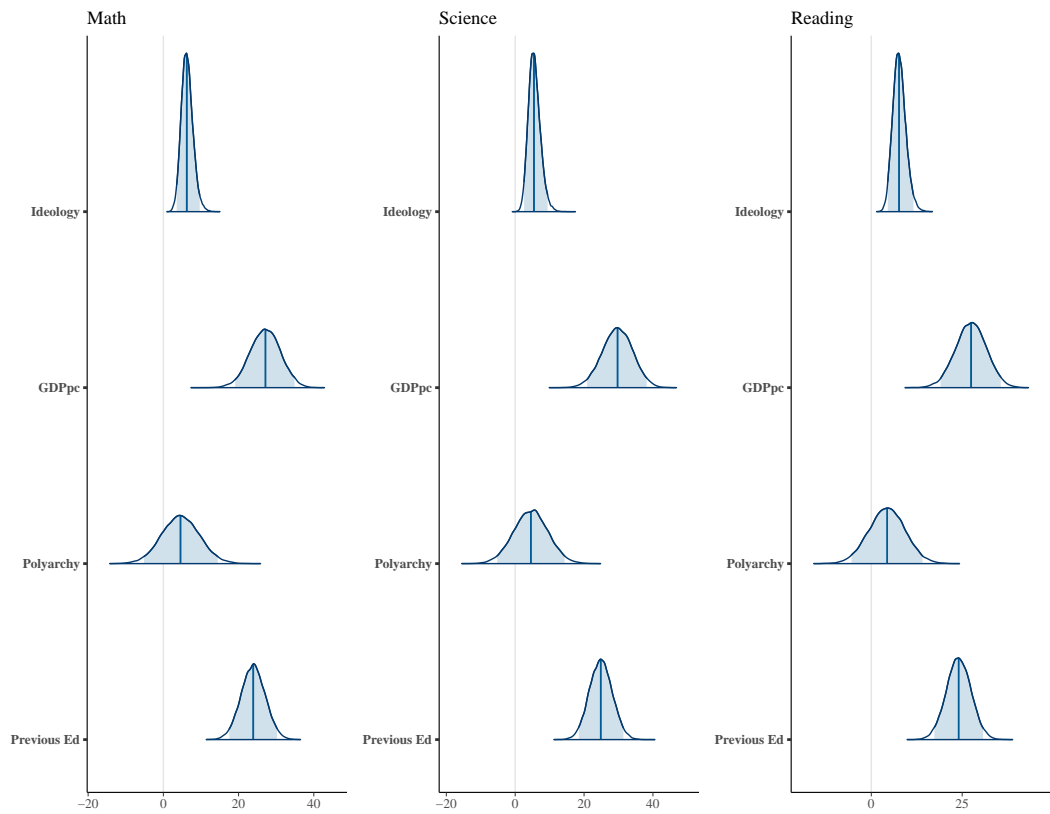 Math
Science
Reading
Ideology
Ideology
Ideology
GDPpc
GDPpc
GDPpc
Polyarchy
Polyarchy
Polyarchy
Previous Ed
Previous Ed
Previous Ed
−20 0 20 40
−20 0 20 40
0 25